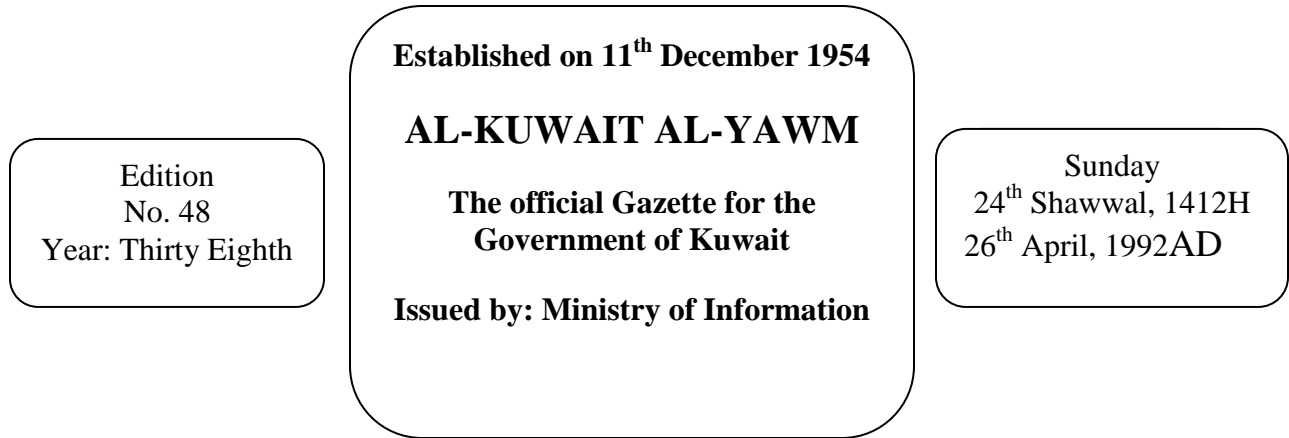 Edition
No. 48
Year: Thirty Eighth
Established on 11th December 1954
AL-KUWAIT AL-YAWM
The official Gazette for the
Government of Kuwait
Issued by: Ministry of Information
Sunday
24th Shawwal, 1412H
26th April, 1992AD